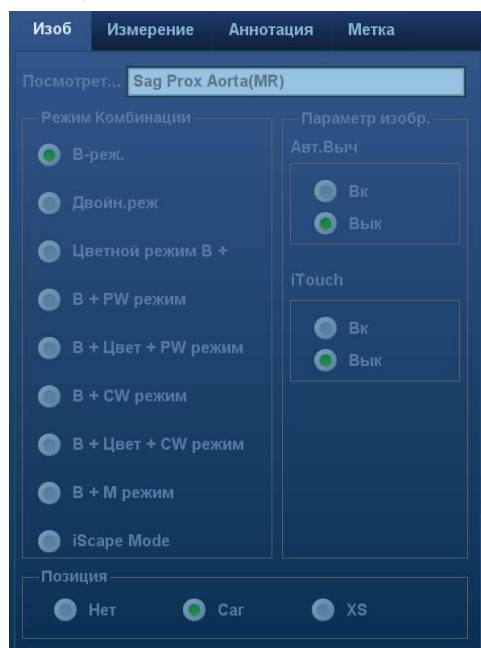 Изоб Измерение Аннотация Метка
Посмотрет... Sag Prox Aorta(MR)
Режим Комбинации
В-реж.
Двойн.реж
Цветной режим В +
В + PW режим
В + Цвет + PW режим
В + CW режим
В + Цвет + CW режим
В + М режим
iScape Mode
Параметр изобр.
Авт.Выч
Вк
Вык
iTouch
Вк
Вык
Позиция
Нет Саг XS